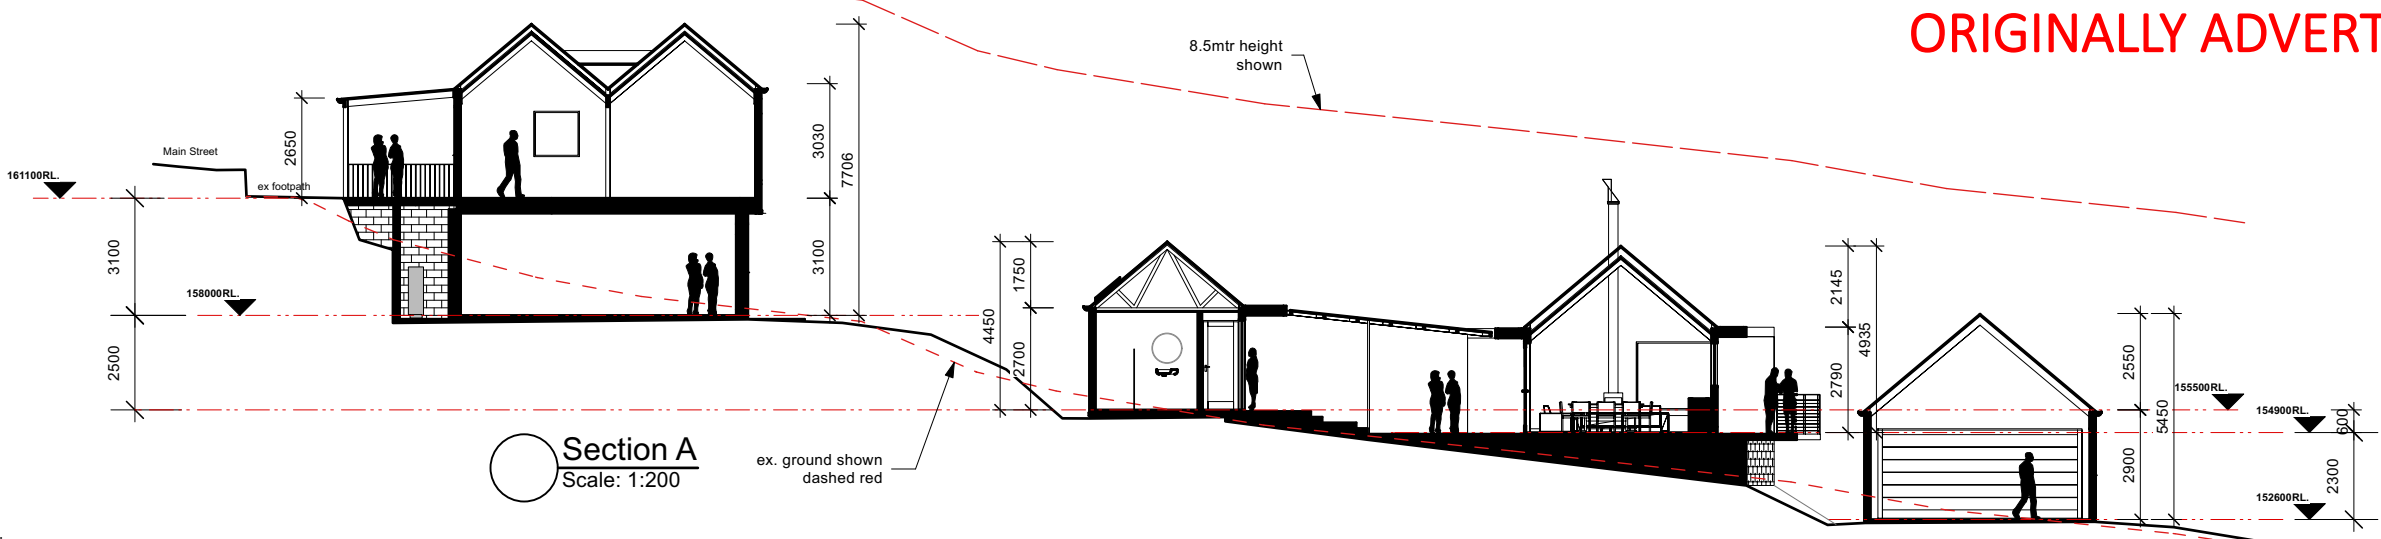 ORIGINALLY ADVERT
8.5mtr height
shown
Main Street
ex footpath
161100RL.
158000RL.
3100
2500
2650
3030
7706
3100
4450
1750
2700
2145
4935
2790
2550
5450
2900
155500RL.
154900RL.
600
2300
152600RL.
Section A
Scale: 1:200
ex. ground shown
dashed red